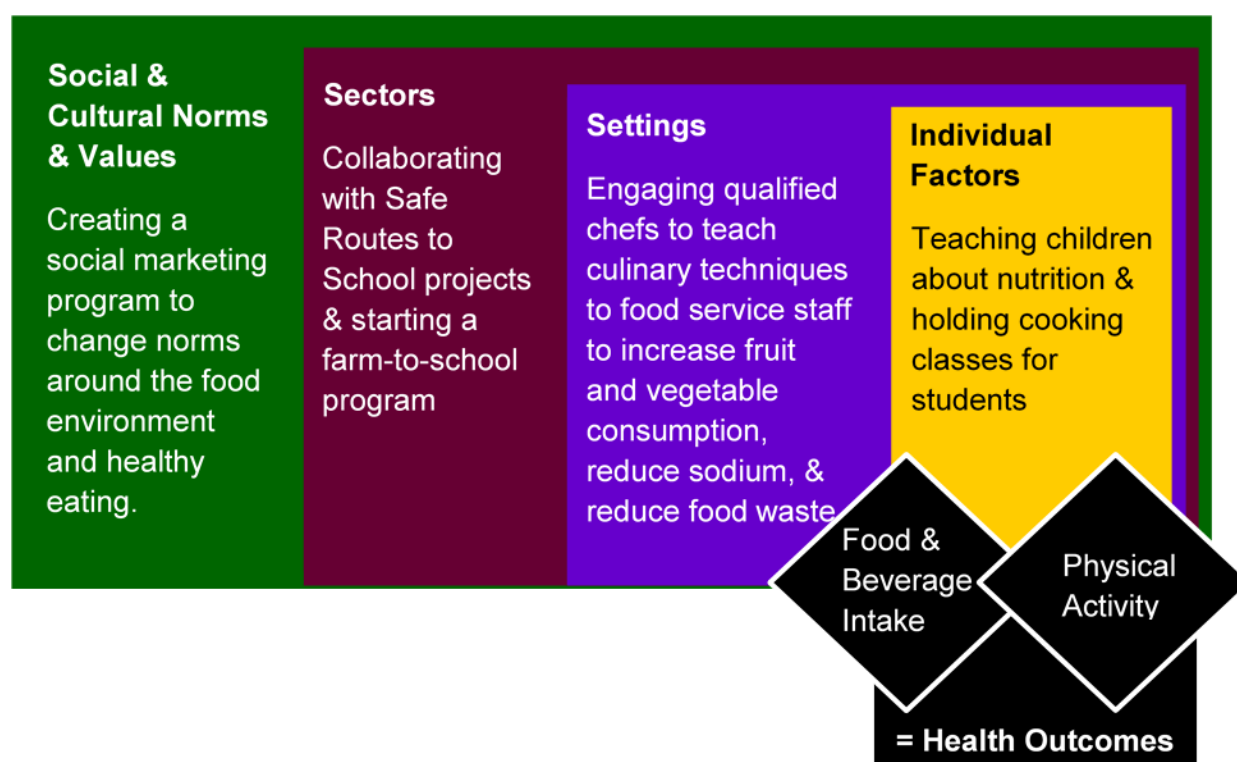 Social &
Cultural Norms
& Values
Creating a
social marketing
program to
change norms
around the food
environment
and healthy
eating.
Sectors
Collaborating
with Safe
Routes to
School projects
& starting a
farm-to-school
program
Settings
Engaging qualified
chefs to teach
culinary techniques
to food service staff
to increase fruit
and vegetable
consumption,
reduce sodium, &
reduce food waste
Individual
Factors
Teaching children
about nutrition &
holding cooking
classes for
students
Food &
Beverage
Intake
Physical
Activity
= Health Outcomes